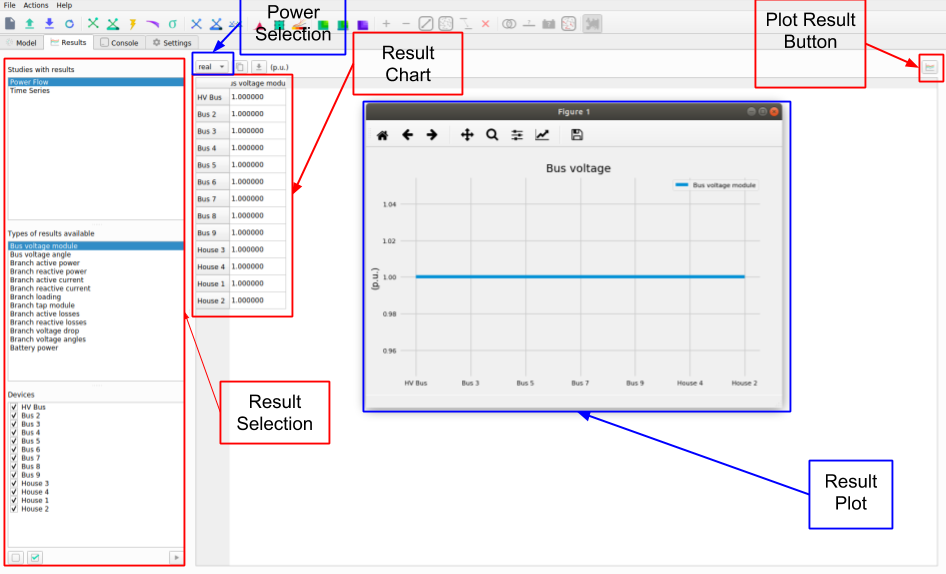 File Actions Help
Power
Selection
Plot Result
Button
Model Results Console Settings
Result
Chart
real (p.u.)
Studies with results
Power Flow
Time Series
us voltage modu
HV Bus 1.000000
Bus 2 1.000000
Bus 3 1.000000
Bus 4 1.000000
Bus 5 1.000000
Bus 6 1.000000
Bus 7 1.000000
Bus 8 1.000000
Bus 9 1.000000
House 3 1.000000
House 4 1.000000
House 1 1.000000
House 2 1.000000
Figure 1
Bus voltage
Bus voltage module
1.04
1.02
1.00
0.98
0.96
(p.u.)
HV Bus Bus 3 Bus 5 Bus 7 Bus 9 House 4 House 2
Types of results available
Bus voltage module
Bus voltage angle
Branch active power
Branch reactive power
Branch active current
Branch reactive current
Branch loading
Branch tap module
Branch active losses
Branch reactive losses
Branch voltage drop
Branch voltage angles
Battery power
Result
Selection
Devices
HV Bus
Bus 2
Bus 3
Bus 4
Bus 5
Bus 6
Bus 7
Bus 8
Bus 9
House 3
House 4
House 1
House 2
Result
Plot